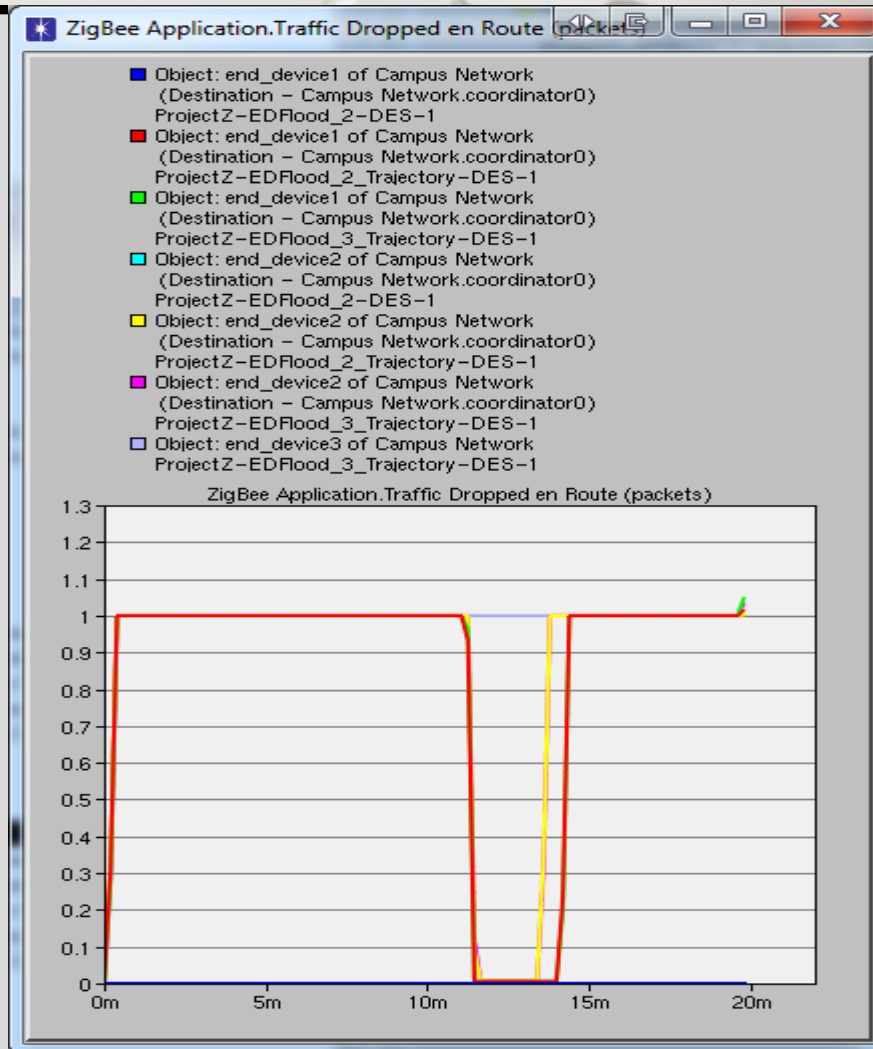 ZigBee Application.Traffic Dropped en Route (packets)
Object: end_device1 of Campus Network
(Destination - Campus Network.coordinator0)
ProjectZ-EDFlood_2-DES-1
Object: end_device1 of Campus Network
(Destination - Campus Network.coordinator0)
ProjectZ-EDFlood_2_Trajectory-DES-1
Object: end_device1 of Campus Network
(Destination - Campus Network.coordinator0)
ProjectZ-EDFlood_3_Trajectory-DES-1
Object: end_device2 of Campus Network
(Destination - Campus Network.coordinator0)
ProjectZ-EDFlood_2-DES-1
Object: end_device2 of Campus Network
(Destination - Campus Network.coordinator0)
ProjectZ-EDFlood_2_Trajectory-DES-1
Object: end_device2 of Campus Network
(Destination - Campus Network.coordinator0)
ProjectZ-EDFlood_3_Trajectory-DES-1
Object: end_device3 of Campus Network
ProjectZ-EDFlood_3_Trajectory-DES-1
ZigBee Application.Traffic Dropped en Route (packets)
1.3
1.2
1.1
1
0.9
0.8
0.7
0.6
0.5
0.4
0.3
0.2
0.1
0
0m 5m 10m 15m 20m